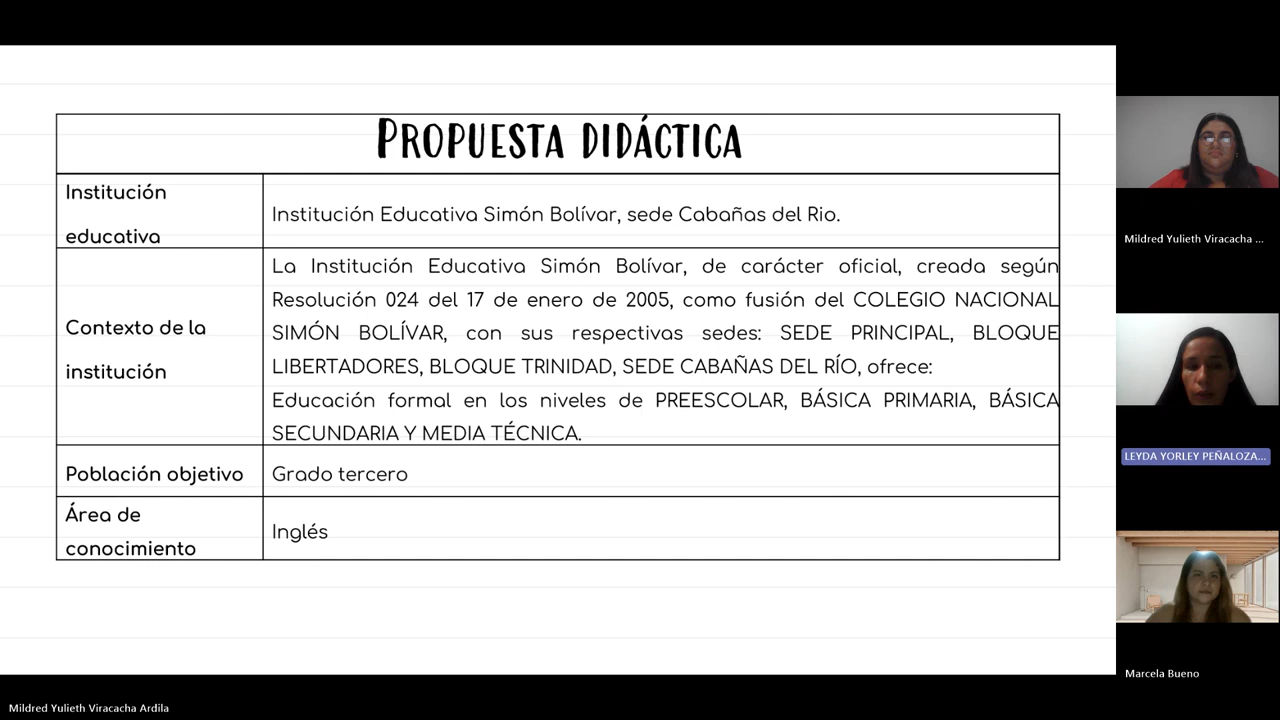 PROPUESTA DIDÁCTICA
Institución
educativa
Institución Educativa Simón Bolívar, sede Cabañas del Rio.
Contexto de la
institución
La Institución Educativa Simón Bolívar, de carácter oficial, creada según
Resolución 024 del 17 de enero de 2005, como fusión del COLEGIO NACIONAL
SIMÓN BOLÍVAR, con sus respectivas sedes: SEDE PRINCIPAL, BLOQUE
LIBERTADORES, BLOQUE TRINIDAD, SEDE CABAÑAS DEL RÍO, ofrece:
Educación formal en los niveles de PREESCOLAR, BÁSICA PRIMARIA, BÁSICA
SECUNDARIA Y MEDIA TÉCNICA.
Población objetivo
Grado tercero
Área de
conocimiento
Inglés
Mildred Yulieth Viracacha ...
LEYDA YORLEY PEÑALOZA...
Marcela Bueno
Mildred Yulieth Viracacha Ardila